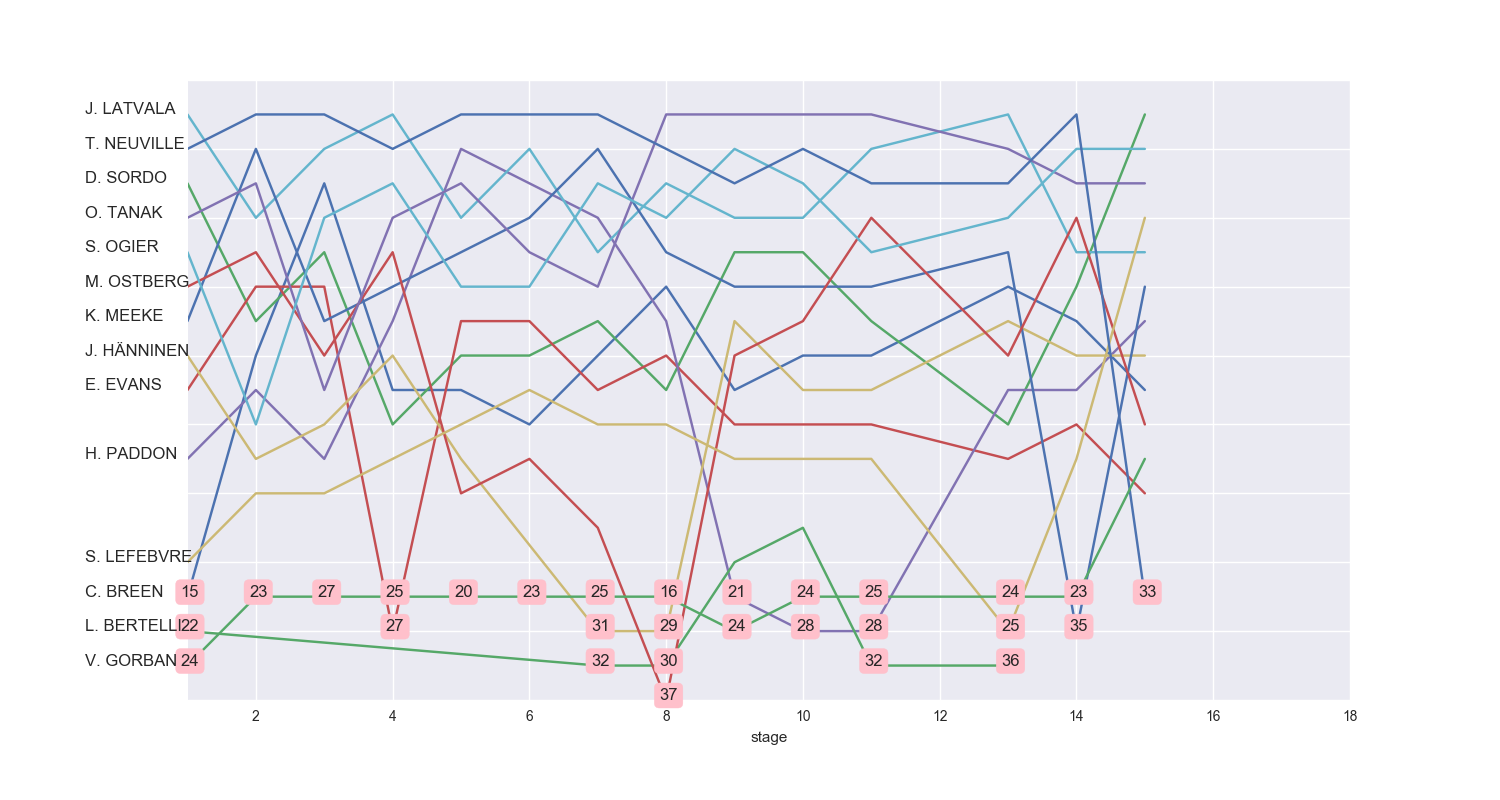 J. LATVALA
T. NEUVILLE
D. SORDO
O. TANAK
S. OGIER
M. OSTBERG
K. MEEKE
J. HÄNNINEN
E. EVANS
H. PADDON
S. LEFEBVRE
C. BREEN 15 23 27 25 20 23 25 16 21 24 25 24 23 33
L. BERTELLI 22 27 31 29 24 28 28 25 35
V. GORBAN 24 32 30 32 36
37
2 4 6 8 10 12 14 16 18
stage